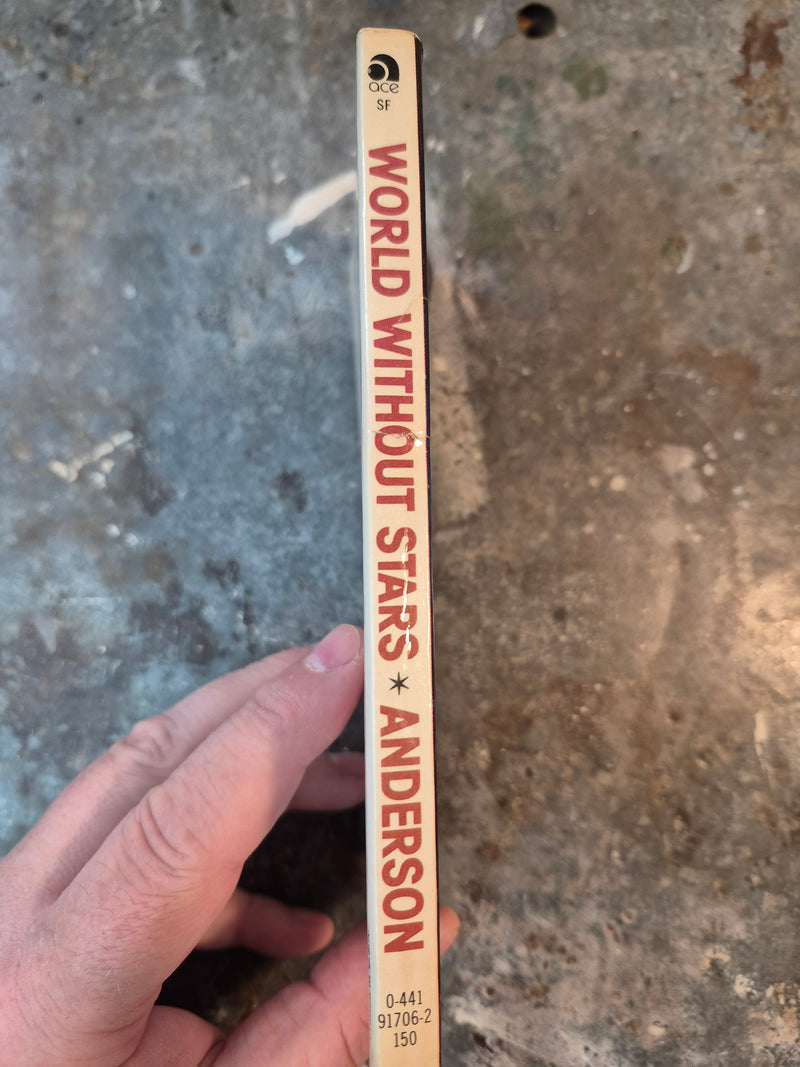 ace
SF
WORLD WITHOUT STARS * ANDERSON
0-441
91706-2
150